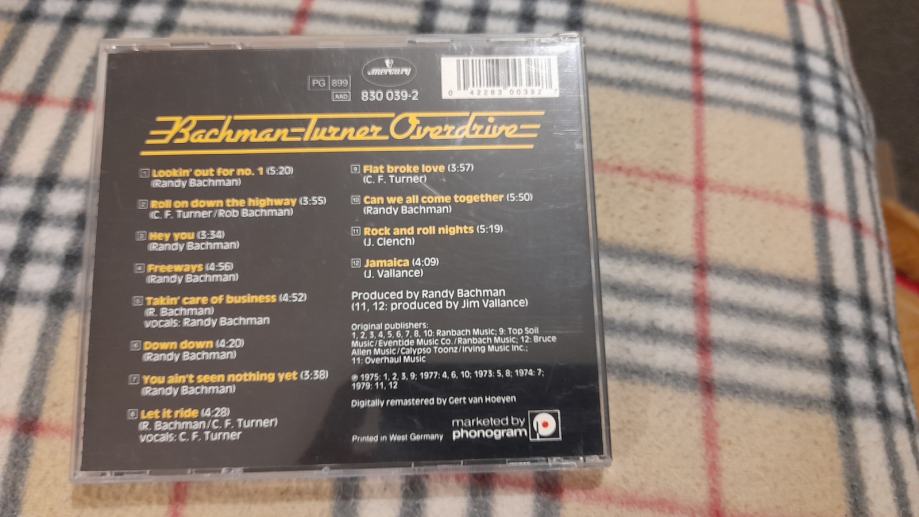 PG 899
AAD
mercury
830 039-2
0 42283 00392
Bachman-Turner Overdrive
1 Lookin' out for no. 1 (5:20)
(Randy Bachman)
2 Roll on down the highway (3:55)
(C. F. Turner/Rob Bachman)
3 Hey you (3:34)
(Randy Bachman)
4 Freeways (4:56)
(Randy Bachman)
5 Takin' care of business (4:52)
(R. Bachman)
vocals: Randy Bachman
6 Down down (4:20)
(Randy Bachman)
7 You ain't seen nothing yet (3:38)
(Randy Bachman)
8 Let it ride (4:28)
(R. Bachman/C. F. Turner)
vocals: C. F. Turner
9 Flat broke love (3:57)
(C. F. Turner)
10 Can we all come together (5:50)
(Randy Bachman)
11 Rock and roll nights (5:19)
(J. Clench)
12 Jamaica (4:09)
(J. Vallance)
Produced by Randy Bachman
(11, 12: produced by Jim Vallance)
Original publishers:
1, 2, 3, 4, 5, 6, 7, 8, 10: Ranbach Music; 9: Top Soil
Music/Eventide Music Co./Ranbach Music; 12: Bruce
Allen Music/Calypso Toonz/Irving Music Inc.;
11: Overhaul Music
℗ 1975: 1, 2, 3, 9; 1977: 4, 6, 10; 1973: 5, 8; 1974: 7;
1979: 11, 12
Digitally remastered by Gert van Hoeyen
Printed in West Germany
marketed by
phonogram